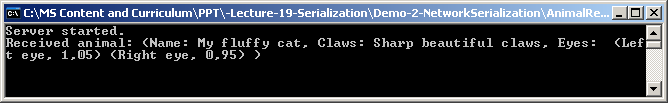 C:\MS Content and Curriculum\PPT\-Lecture-19-Serialization\Demo-2-NetworkSerialization\AnimalRe...
Server started.
Received animal: (Name: My fluffy cat, Claws: Sharp beautiful claws, Eyes:  (Lef
t eye, 1,05) (Right eye, 0,95) )